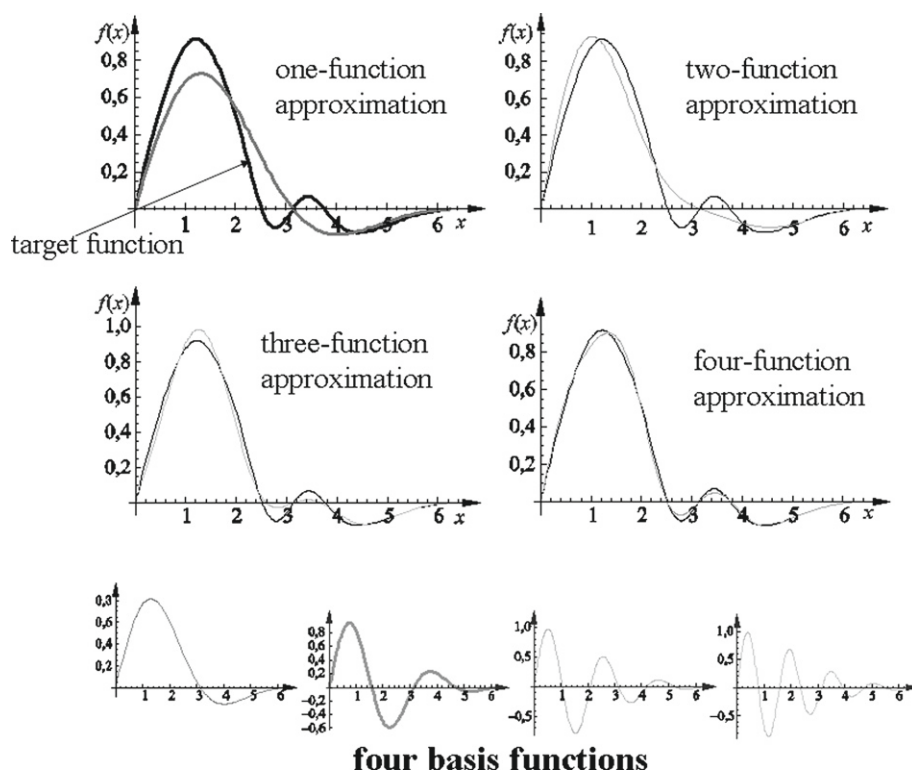 f(x)
0,8
0,6
0,4
0,2
1 2 3 4 5 6 x
one-function
approximation
target function
f(x)
0,8
0,6
0,4
0,2
1 2 3 4 5 6 x
two-function
approximation
f(x)
1,0
0,8
0,6
0,4
0,2
1 2 3 4 5 6 x
three-function
approximation
f(x)
0,8
0,6
0,4
0,2
1 2 3 4 5 6 x
four-function
approximation
0,6
0,4
0,2
1 2 3 4 5 6
0,8
0,6
0,4
0,2
1 2 3 4 5 6
-0,2
-0,4
-0,6
1,0
0,5
1 2 3 4 5 6
-0,5
1,0
0,5
1 2 3 4 5 6
-0,5
four basis functions